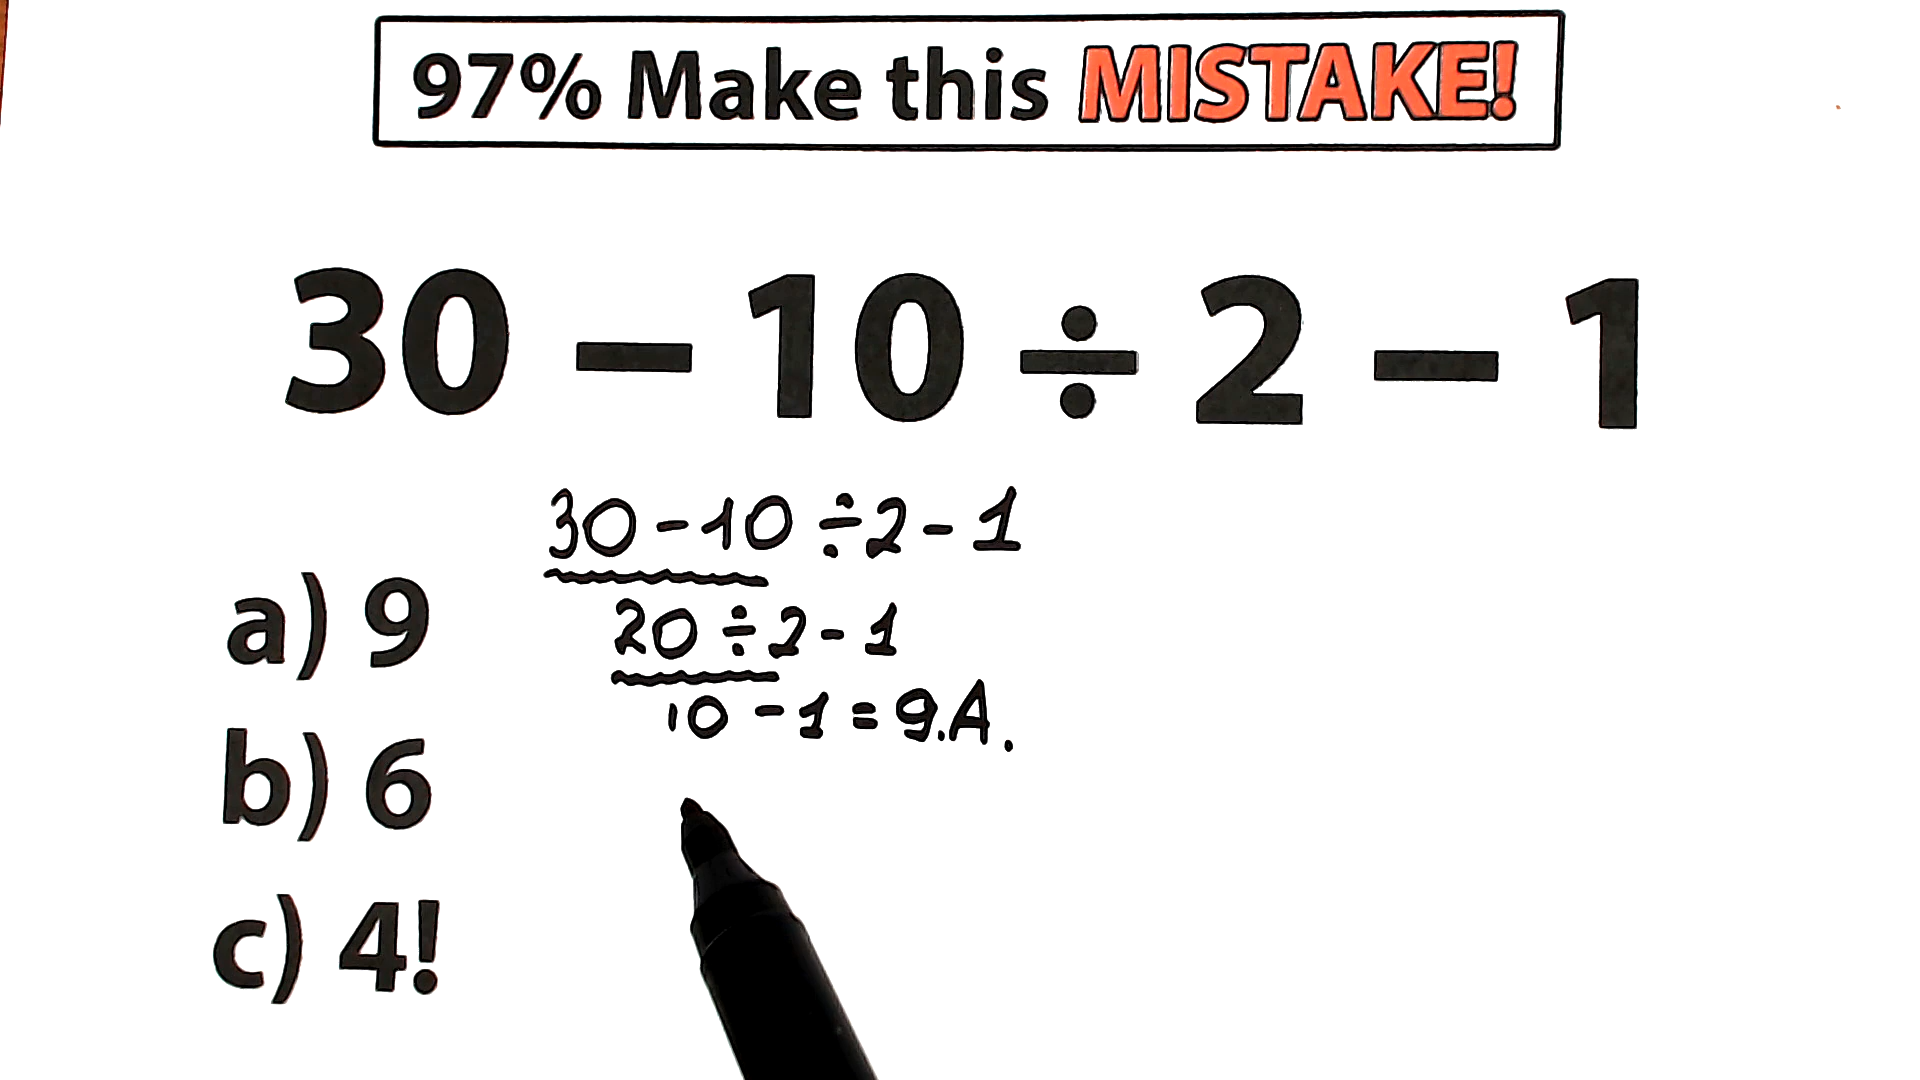 97% Make this MISTAKE!
30 – 10 ÷ 2 – 1
30 - 10 ÷ 2 - 1
20 ÷ 2 - 1
10 - 1 = 9. A.
a) 9
b) 6
c) 4!